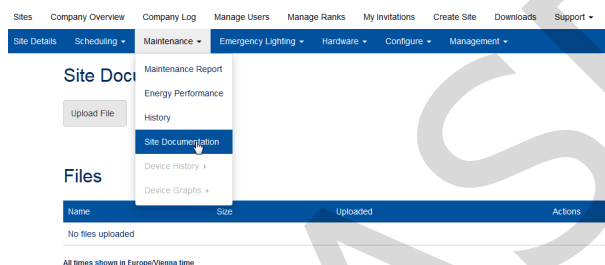 Sites Company Overview Company Log Manage Users Manage Ranks My Invitations Create Site Downloads Support
Site Details Scheduling Maintenance Emergency Lighting Hardware Configure Management
Site Docu
Maintenance Report
Upload File
Energy Performance
History
Site Documentation
Device History
Files
Device Graphs
Name Size Uploaded Actions
No files uploaded
All times shown in Europe/Vienna time